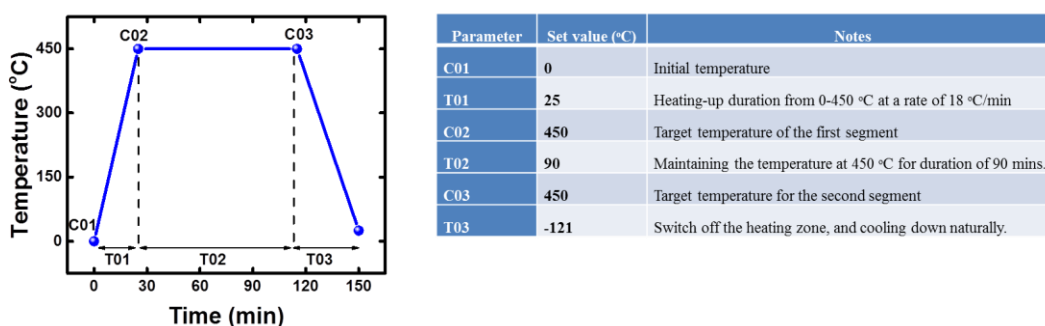 Temperature (°C)
450
300
150
0
C02
C03
C01
T01
T02
T03
0
30
60
90
120
150
Time (min)
Parameter Set value (°C) Notes
C01 0 Initial temperature
T01 25 Heating-up duration from 0-450 °C at a rate of 18 °C/min
C02 450 Target temperature of the first segment
T02 90 Maintaining the temperature at 450 °C for duration of 90 mins.
C03 450 Target temperature for the second segment
T03 -121 Switch off the heating zone, and cooling down naturally.